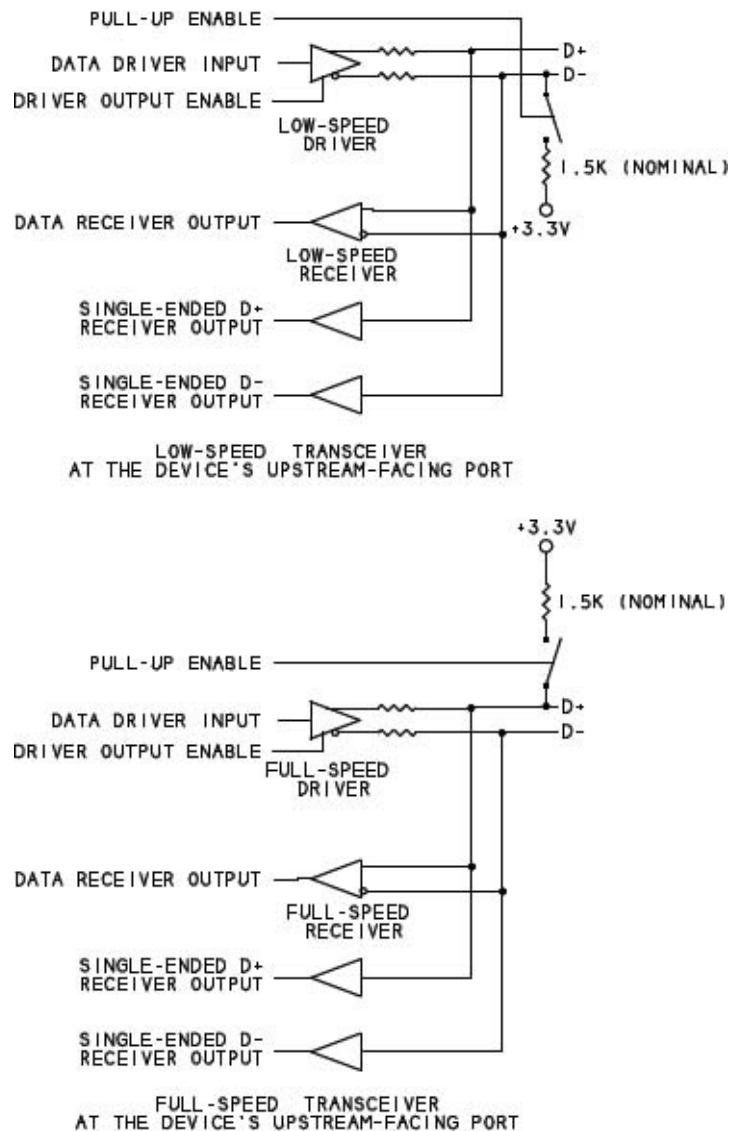 PULL-UP ENABLE
DATA DRIVER INPUT
D+
D-
DRIVER OUTPUT ENABLE
LOW-SPEED
DRIVER
1.5K (NOMINAL)
+3.3V
DATA RECEIVER OUTPUT
LOW-SPEED
RECEIVER
SINGLE-ENDED D+
RECEIVER OUTPUT
SINGLE-ENDED D-
RECEIVER OUTPUT
LOW-SPEED TRANSCEIVER
AT THE DEVICE'S UPSTREAM-FACING PORT
+3.3V
1.5K (NOMINAL)
PULL-UP ENABLE
DATA DRIVER INPUT
D+
D-
DRIVER OUTPUT ENABLE
FULL-SPEED
DRIVER
DATA RECEIVER OUTPUT
FULL-SPEED
RECEIVER
SINGLE-ENDED D+
RECEIVER OUTPUT
SINGLE-ENDED D-
RECEIVER OUTPUT
FULL-SPEED TRANSCEIVER
AT THE DEVICE'S UPSTREAM-FACING PORT